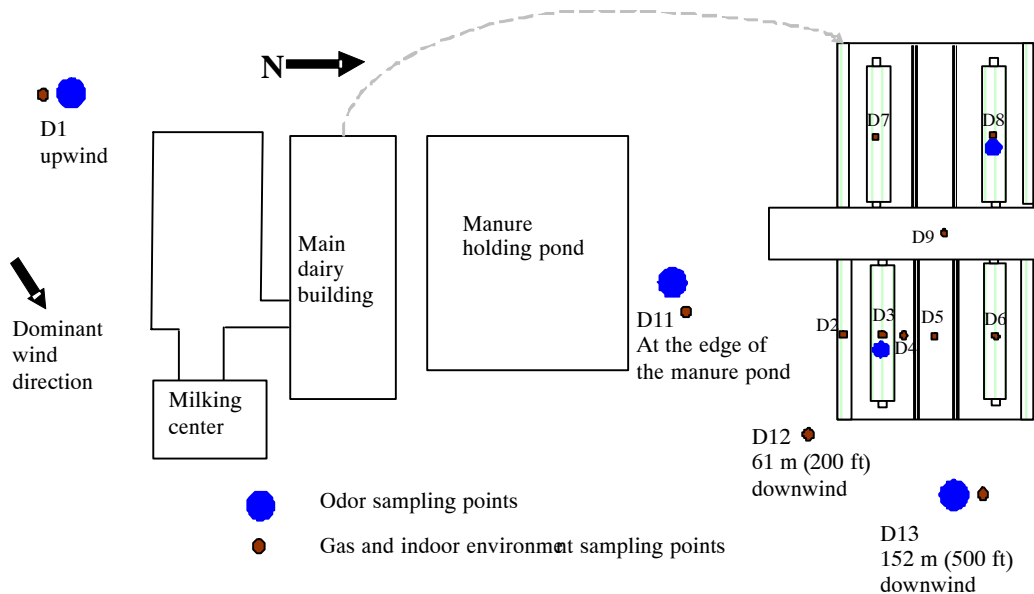 N
D1
upwind
D7
D8
Manure
holding pond
Main
dairy
building
D9
Dominant
wind
direction
D11
At the edge of
the manure pond
D2
D3
D4
D5
D6
Milking
center
D12
61 m (200 ft)
downwind
Odor sampling points
Gas and indoor environment sampling points
D13
152 m (500 ft)
downwind